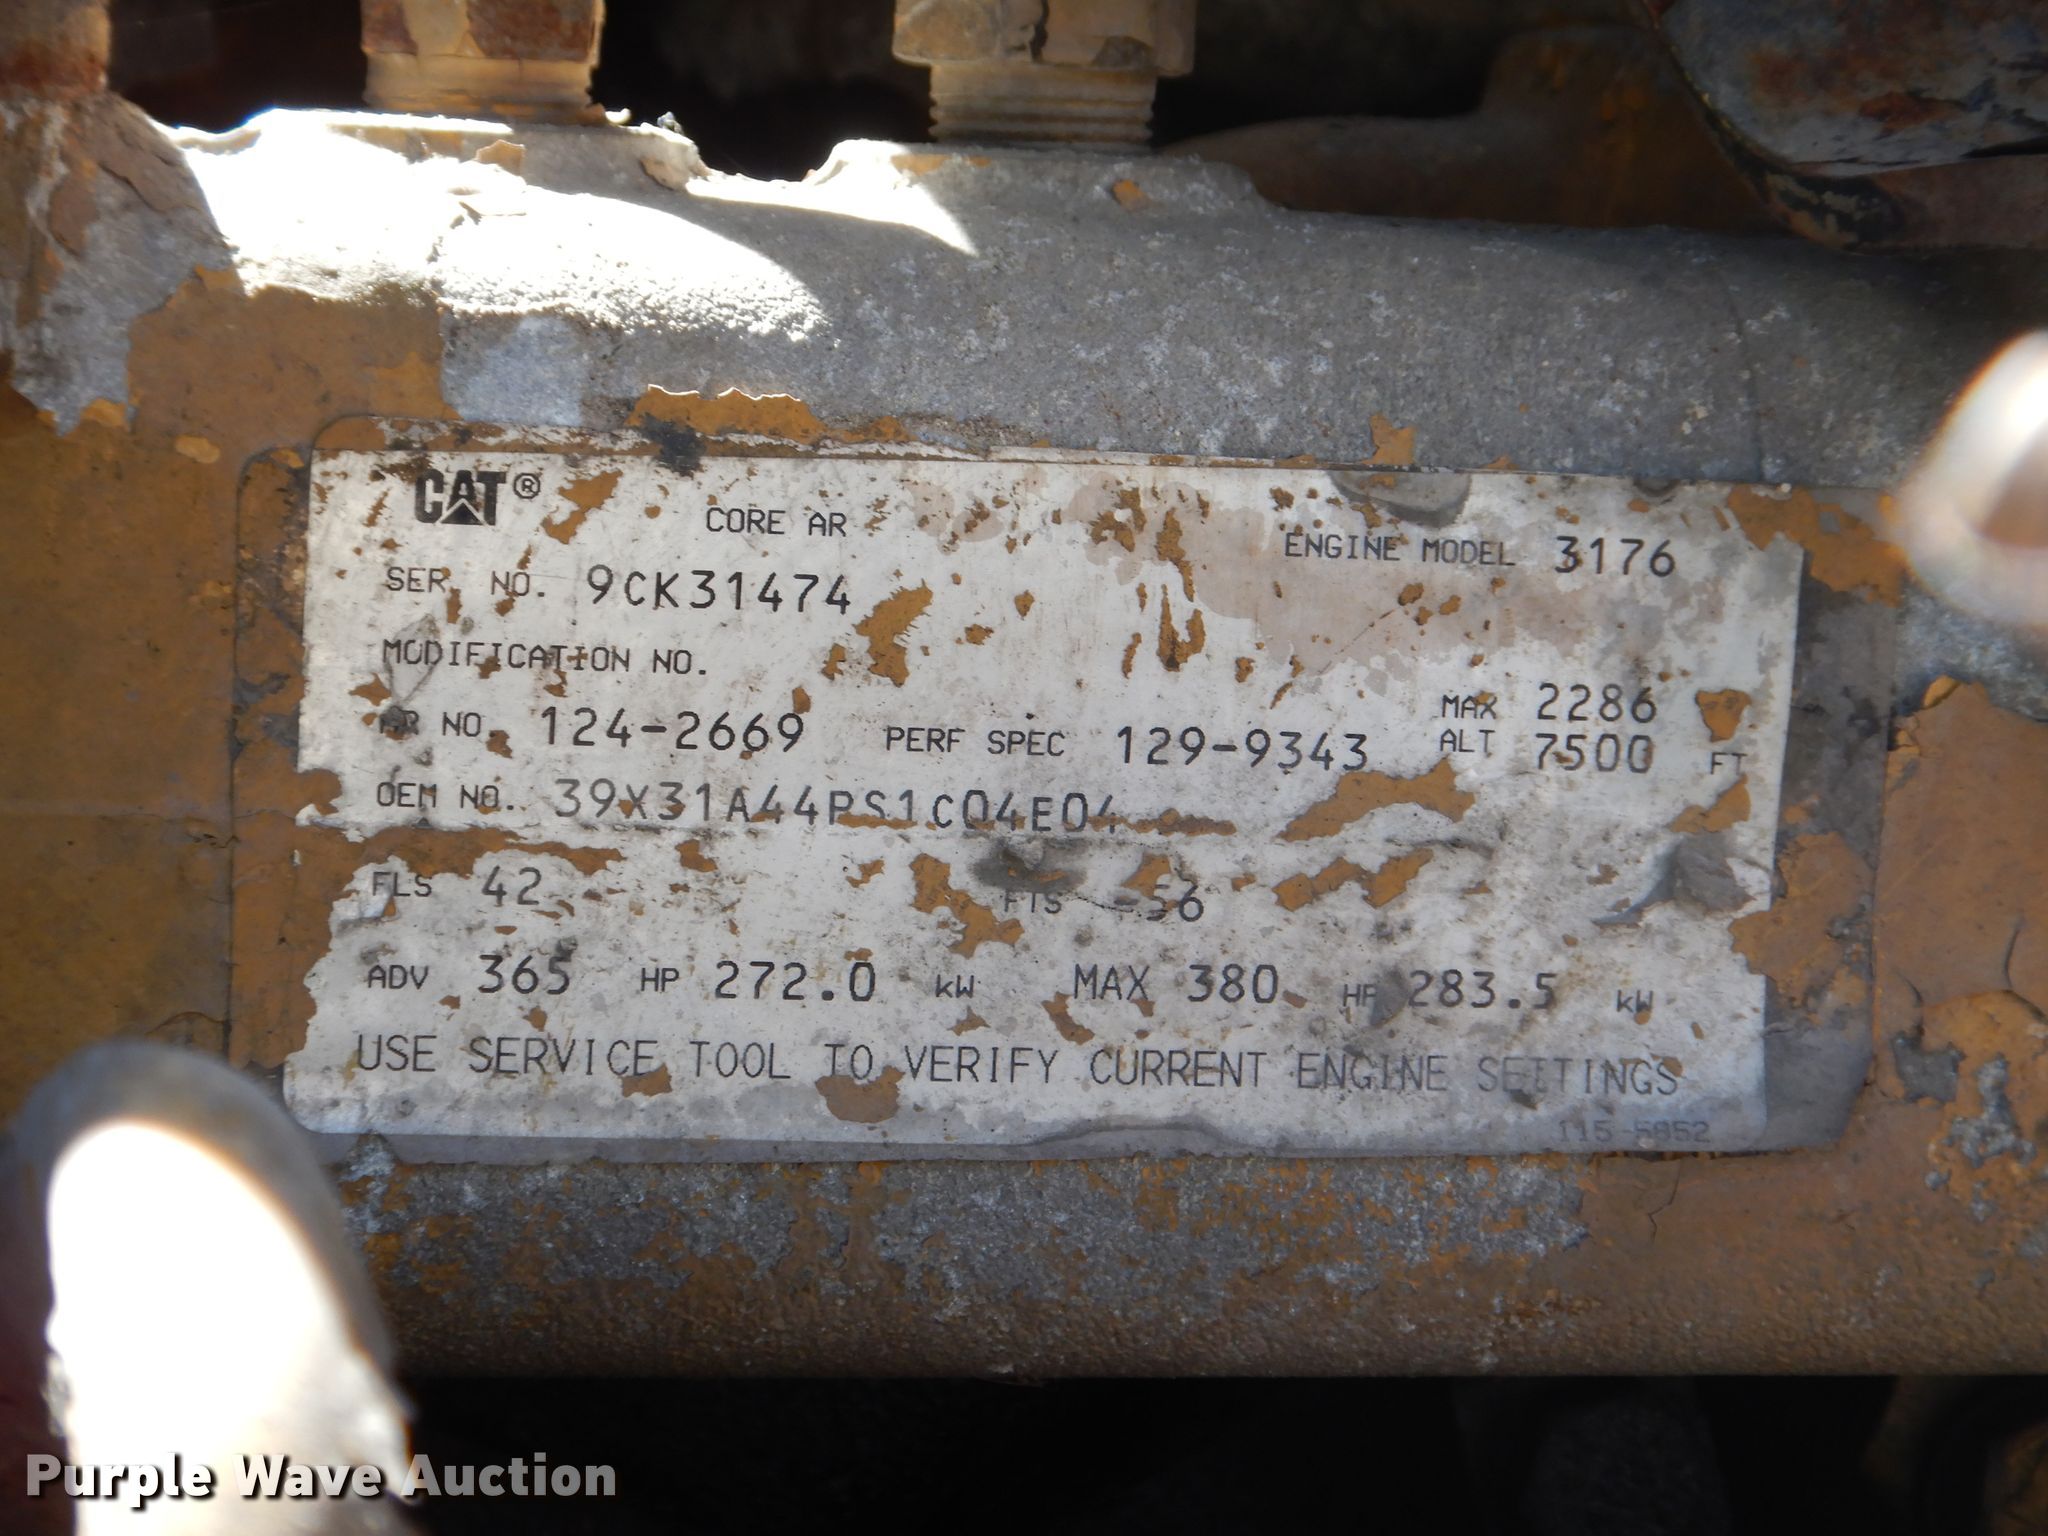 CAT®
CORE AR
ENGINE MODEL 3176
SER. NO. 9CK31474
MODIFICATION NO.
AR NO. 124-2669 PERF SPEC 129-9343 MAX ALT 2286 7500 FT
OEM NO. 39X31A44PS1C04E04
FLS 42 FTS -56
ADV 365 HP 272.0 kW MAX 380 HP 283.5 kW
USE SERVICE TOOL TO VERIFY CURRENT ENGINE SETTINGS
115-5852
Purple Wave Auction